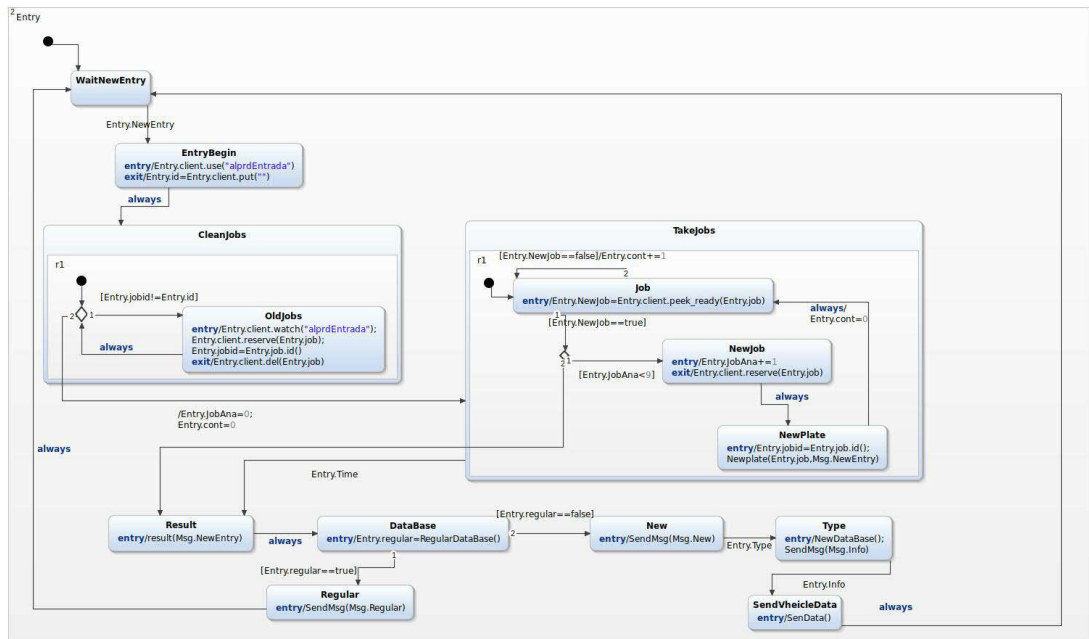 2
Entry
WaitNewEntry
Entry.NewEntry
EntryBegin
entry/Entry.client.use("alprdEntrada")
exit/Entry.id=Entry.client.put("")
always
CleanJobs
r1
[Entry.jobid!=Entry.id]
2
1
OldJobs
entry/Entry.client.watch("alprdEntrada");
Entry.client.reserve(Entry.job);
Entry.jobid=Entry.job.id()
exit/Entry.client.del(Entry.job)
always
/Entry.JobAna=0;
Entry.cont=0
TakeJobs
r1
[Entry.NewJob==false]/Entry.cont+=1
2
Job
entry/Entry.NewJob=Entry.client.peek_ready(Entry.job)
1
[Entry.NewJob==true]
always/
Entry.cont=0
1
2
[Entry.JobAna<9]
NewJob
entry/Entry.JobAna+=1
exit/Entry.client.reserve(Entry.job)
always
NewPlate
entry/Entry.jobid=Entry.job.id();
Newplate(Entry.job,Msg.NewEntry)
always
Entry.Time
Result
entry/result(Msg.NewEntry)
always
DataBase
entry/Entry.regular=RegularDataBase()
1
2
[Entry.regular==false]
New
entry/SendMsg(Msg.New)
Entry.Type
Type
entry/NewDataBase();
SendMsg(Msg.Info)
[Entry.regular==true]
Regular
entry/SendMsg(Msg.Regular)
Entry.Info
SendVheicleData
entry/SenData()
always